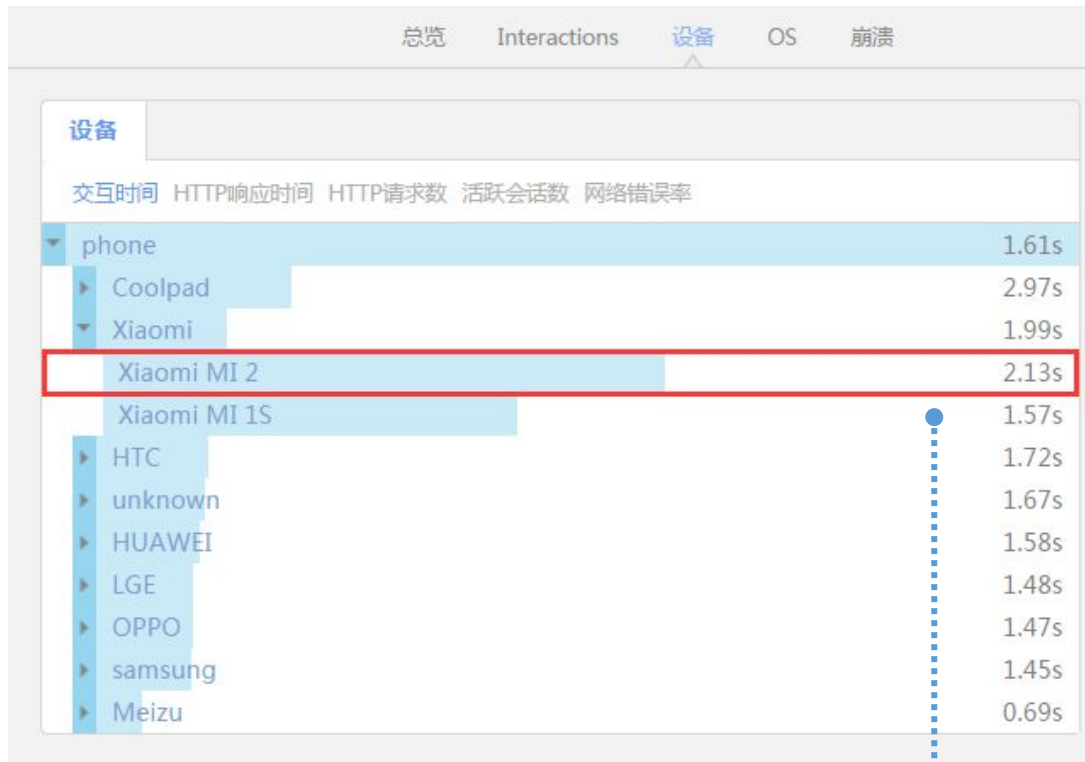 总览 Interactions 设备 OS 崩溃
设备
交互时间 HTTP响应时间 HTTP请求数 活跃会话数 网络错误率
phone 1.61s
Coolpad 2.97s
Xiaomi 1.99s
Xiaomi MI 2 2.13s
Xiaomi MI 1S 1.57s
HTC 1.72s
unknown 1.67s
HUAWEI 1.58s
LGE 1.48s
OPPO 1.47s
samsung 1.45s
Meizu 0.69s